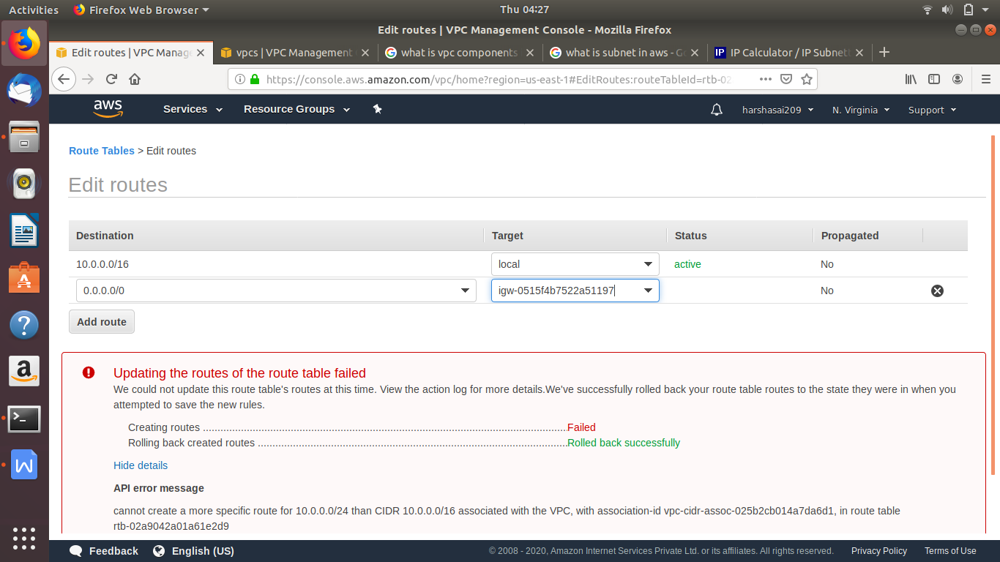 Activities Firefox Web Browser Thu 04:27
Edit routes | VPC Management Console - Mozilla Firefox
Edit routes | VPC Manage vpcs | VPC Management what is vpc components what is subnet in aws - Go IP IP Calculator / IP Subnett
https://console.aws.amazon.com/vpc/home?region=us-east-1#EditRoutes:routeTableId=rtb-02
aws Services Resource Groups harshasai209 N. Virginia Support
Route Tables > Edit routes
Edit routes
Destination Target Status Propagated
10.0.0.0/16 local active No
0.0.0.0/0 igw-0515f4b7522a51197 No
Add route
Updating the routes of the route table failed
We could not update this route table's routes at this time. View the action log for more details.We've successfully rolled back your route table routes to the state they were in when you
attempted to save the new rules.
Creating routes Failed
Rolling back created routes Rolled back successfully
Hide details
API error message
cannot create a more specific route for 10.0.0.0/24 than CIDR 10.0.0.0/16 associated with the VPC, with association-id vpc-cidr-assoc-025b2cb014a7da6d1, in route table
rtb-02a9042a01a61e2d9
Feedback English (US) © 2008 - 2020, Amazon Internet Services Private Ltd. or its affiliates. All rights reserved. Privacy Policy Terms of Use